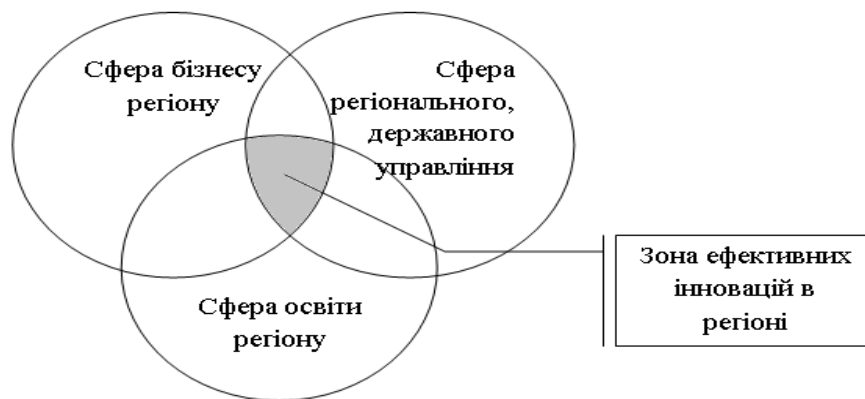 Сфера бізнесу
регіону
Сфера
регіонального,
державного
управління
Сфера освіти
регіону
Зона ефективних
інновацій в
регіоні